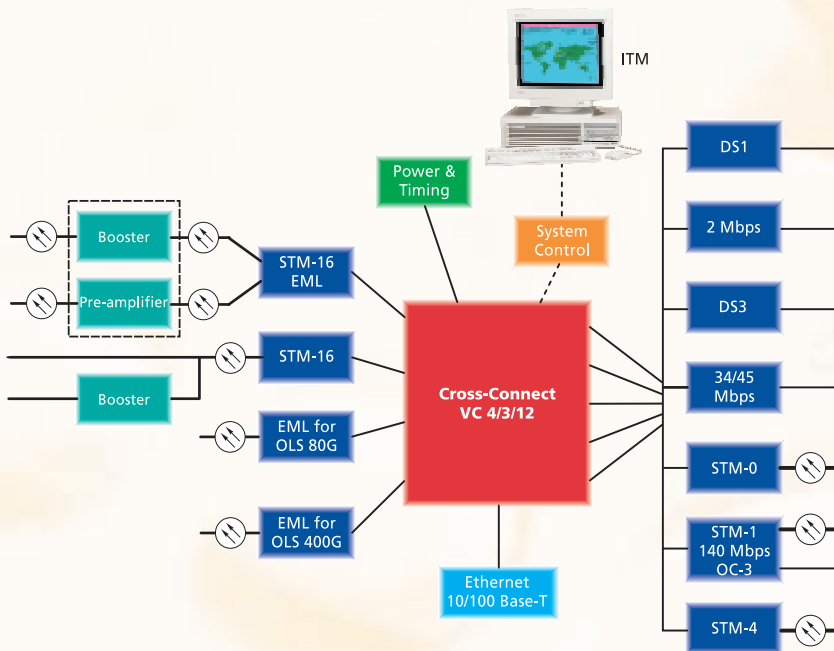 ITM
Power &
Timing
System
Control
Booster
Pre-amplifier
STM-16
EML
STM-16
Booster
EML for
OLS 80G
EML for
OLS 400G
Cross-Connect
VC 4/3/12
Ethernet
10/100 Base-T
DS1
2 Mbps
DS3
34/45
Mbps
STM-0
STM-1
140 Mbps
OC-3
STM-4